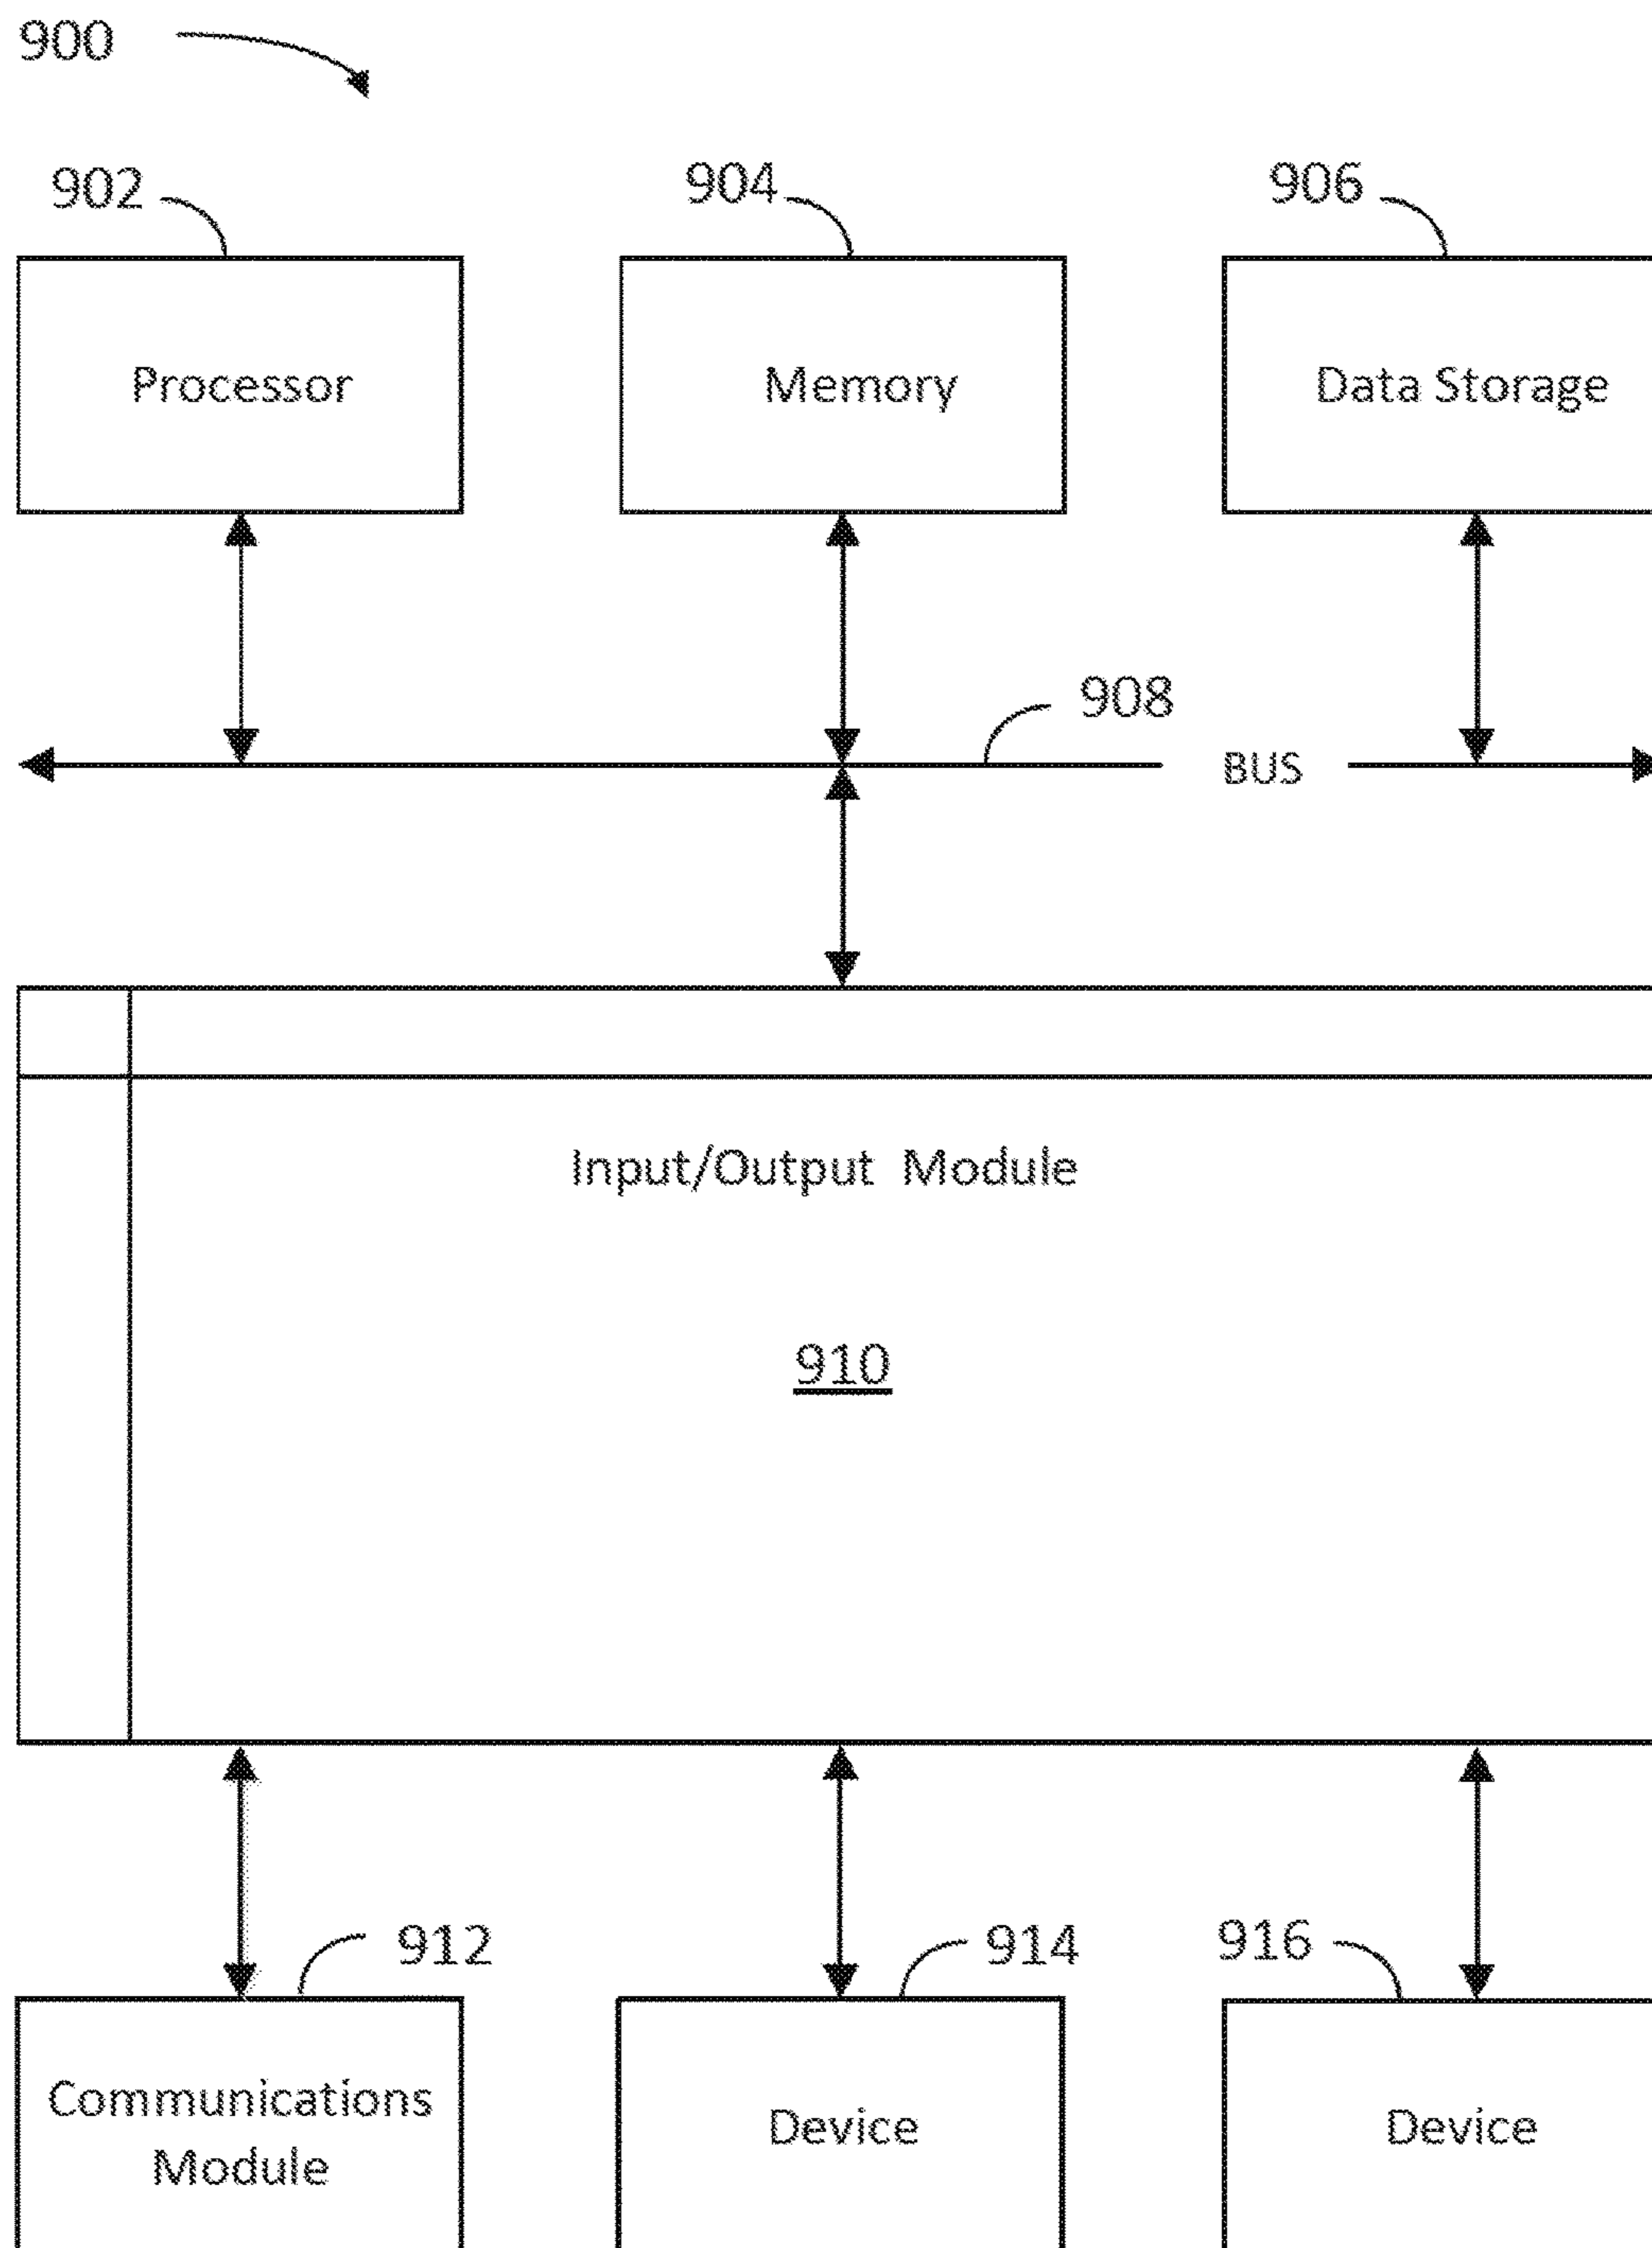 900
902
904
906
Processor
Memory
Data Storage
908
BUS
Input/Output Module
910
912
914
916
Communications
Module
Device
Device